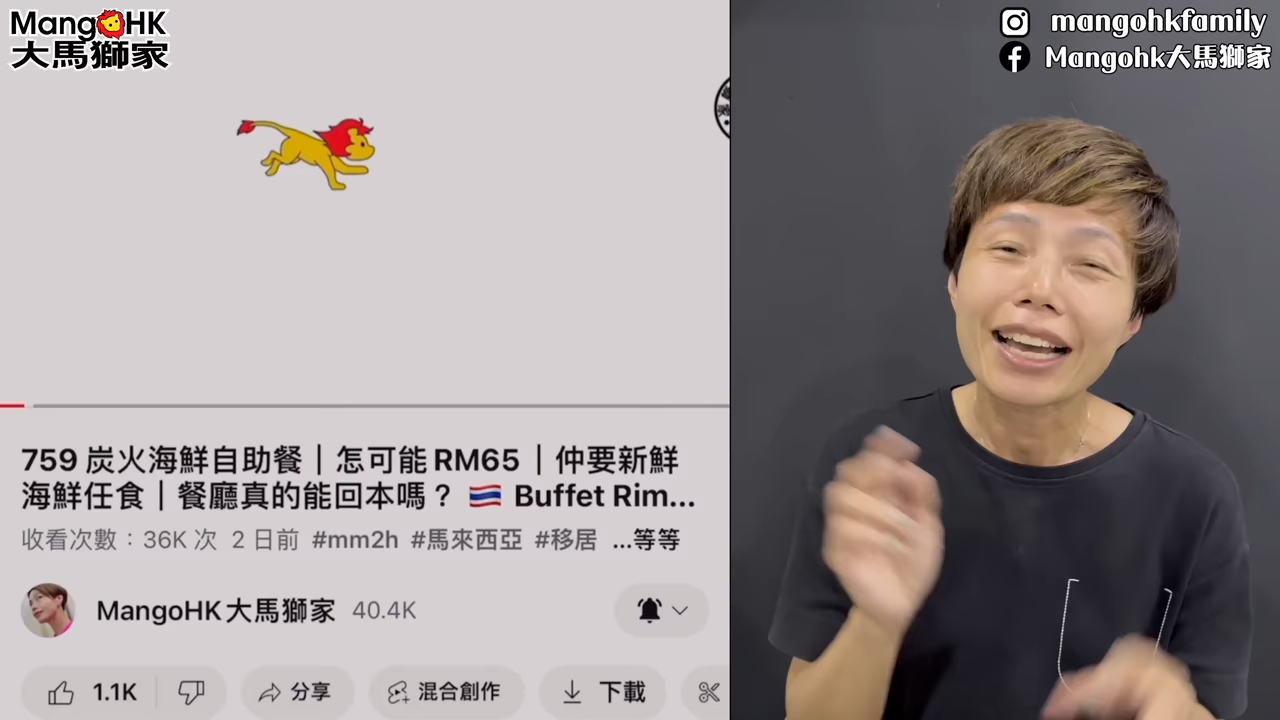 MangoHK
大馬獅家
mangohkfamily
Mangohk大馬獅家
759 炭火海鮮自助餐｜怎可能RM65｜仲要新鮮
海鮮任食｜餐廳真的能回本嗎？ 🇹🇭 Buffet Rim...
收看次數：36K 次 2 日前 #mm2h #馬來西亞 #移居 ...等等
MangoHK大馬獅家 40.4K
1.1K 分享 混合創作 下載